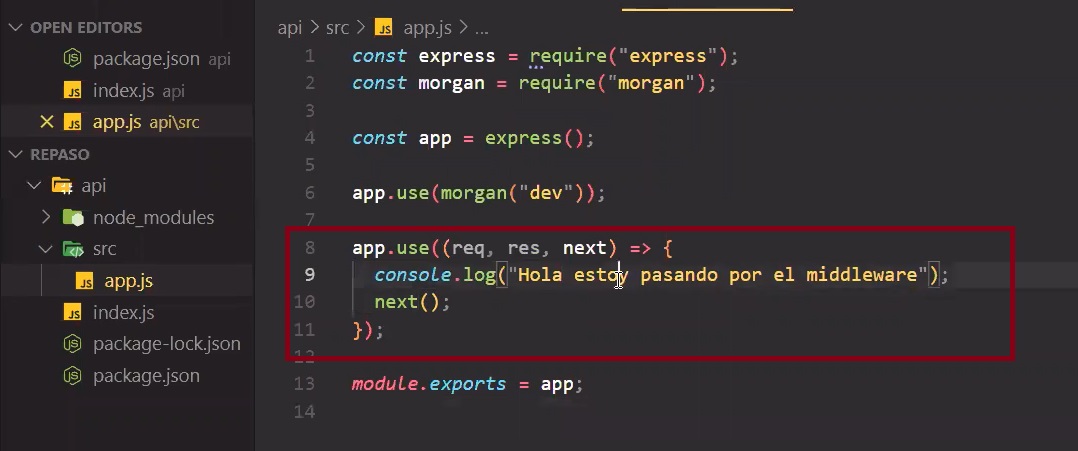 OPEN EDITORS
package.json api
index.js api
app.js api\src
REPASO
api
node_modules
src
app.js
index.js
package-lock.json
package.json
api > src > JS app.js > ...
1 const express = require("express");
2 const morgan = require("morgan");
3
4 const app = express();
5
6 app.use(morgan("dev"));
7
8 app.use((req, res, next) => {
9 console.log("Hola estoy pasando por el middleware");
10 next();
11 });
12
13 module.exports = app;
14